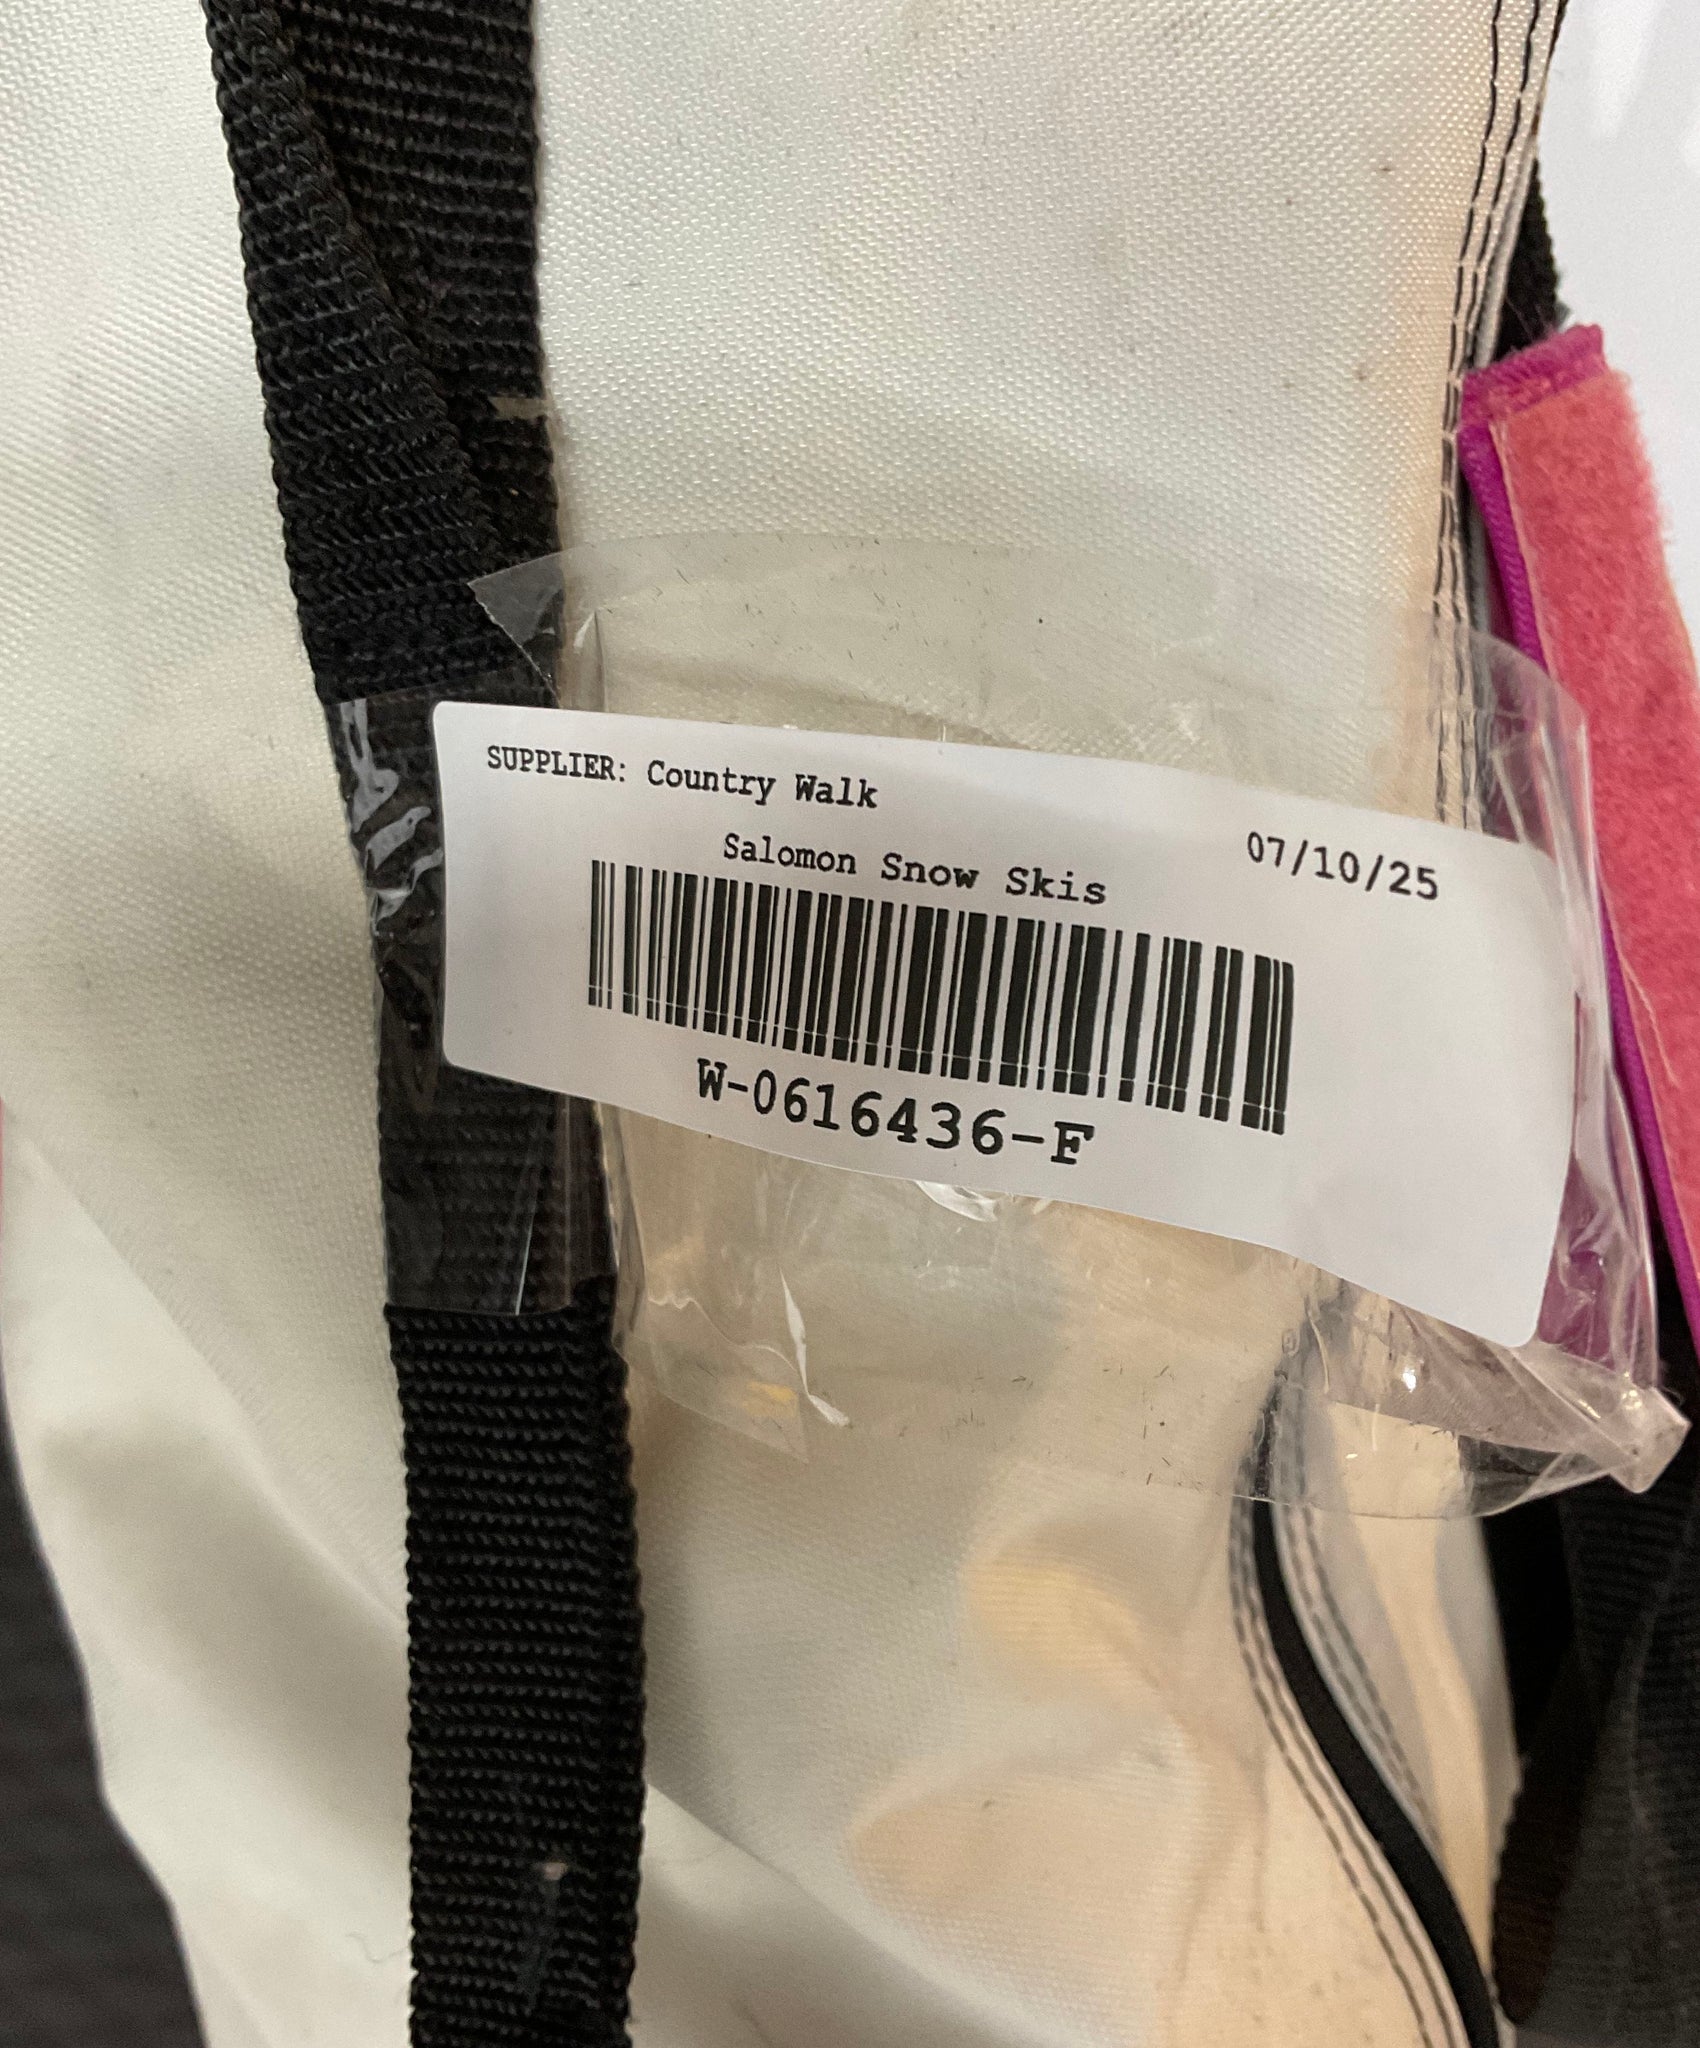 SUPPLIER: Country Walk
07/10/25
Salomon Snow Skis
W-0616436-F